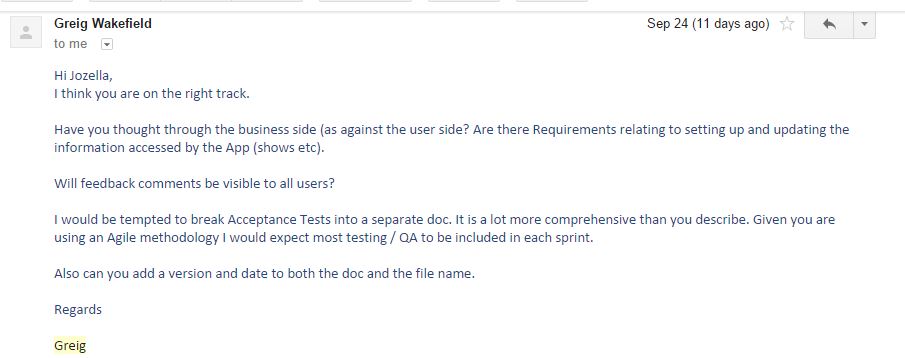 Greig Wakefield
Sep 24 (11 days ago)
to me
Hi Jozella,
I think you are on the right track.
Have you thought through the business side (as against the user side? Are there Requirements relating to setting up and updating the
information accessed by the App (shows etc).
Will feedback comments be visible to all users?
I would be tempted to break Acceptance Tests into a separate doc. It is a lot more comprehensive than you describe. Given you are
using an Agile methodology I would expect most testing / QA to be included in each sprint.
Also can you add a version and date to both the doc and the file name.
Regards
Greig